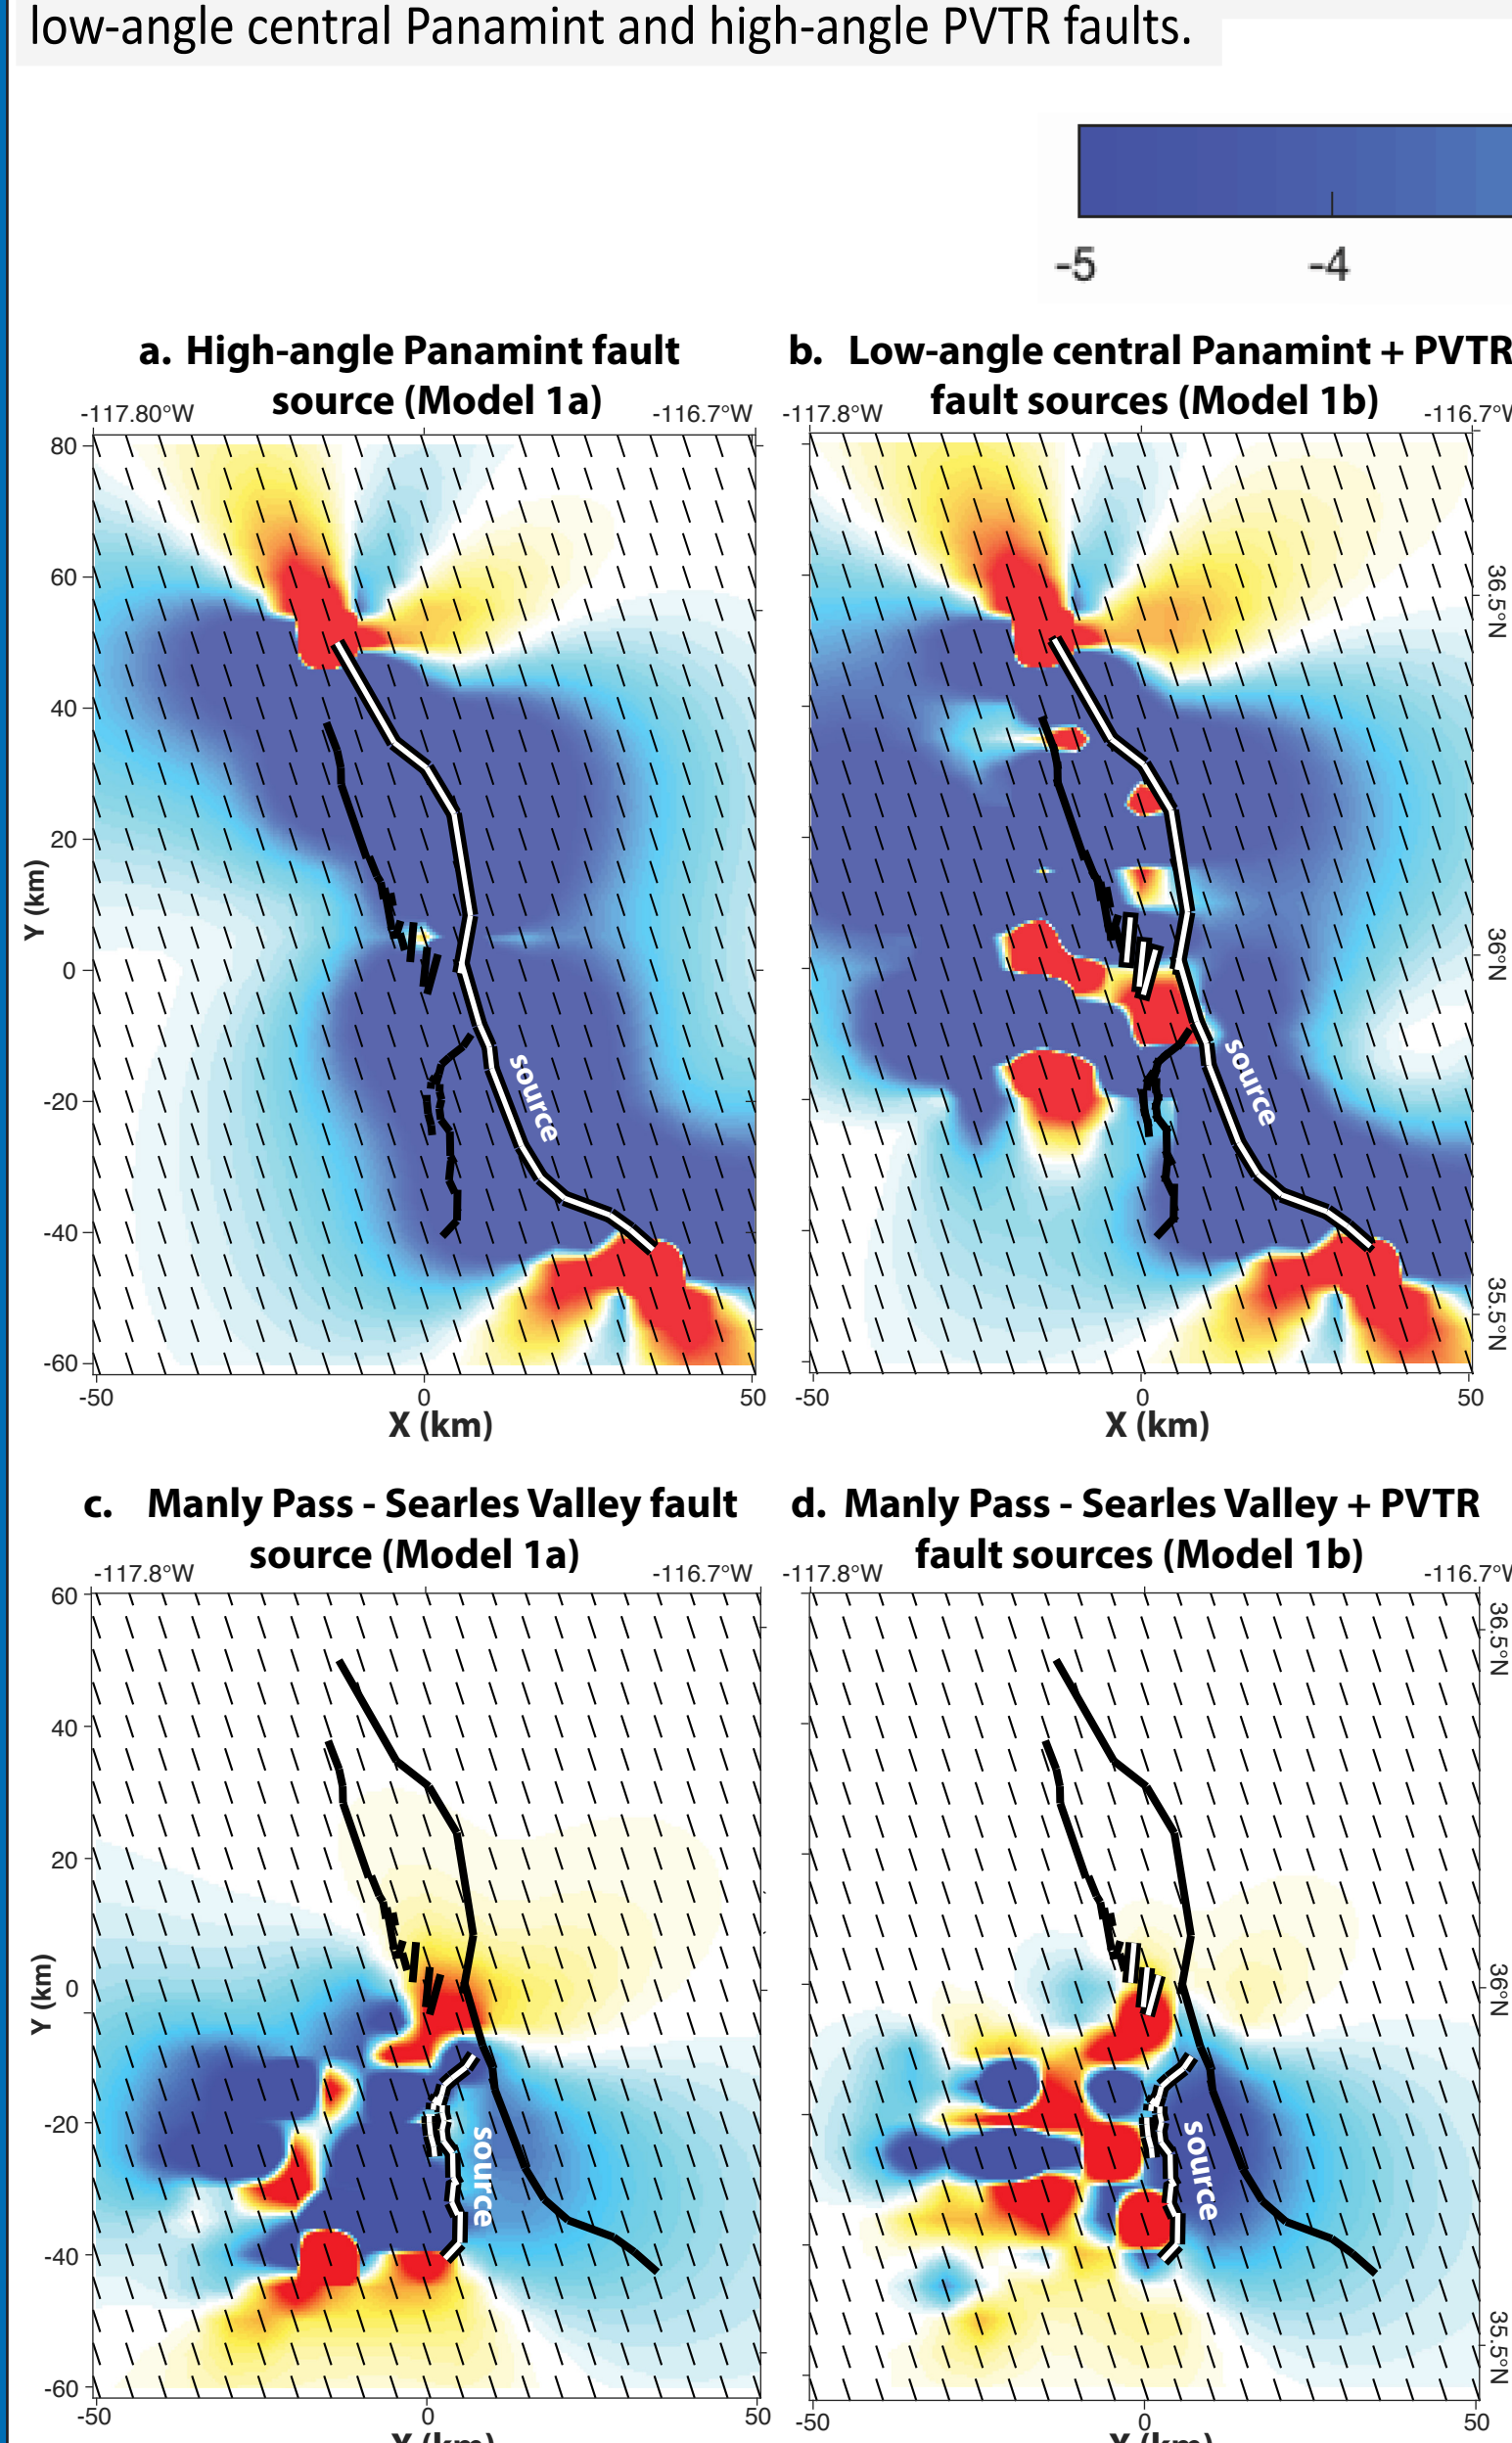 low-angle central Panamint and high-angle PVTR faults.
-5
-4
a. High-angle Panamint fault
source (Model 1a)
-117.80°W
-116.7°W
80
60
40
20
0
-20
-40
-60
Y (km)
source
-50
0
50
X (km)
b. Low-angle central Panamint + PVTR
fault sources (Model 1b)
-117.8°W
-116.7°W
36.5°N
36°N
35.5°N
source
-50
0
50
X (km)
c. Manly Pass - Searles Valley fault
source (Model 1a)
-117.8°W
-116.7°W
60
40
20
0
-20
-40
-60
Y (km)
source
-50
0
50
X (km)
d. Manly Pass - Searles Valley + PVTR
fault sources (Model 1b)
-117.8°W
-116.7°W
36.5°N
36°N
35.5°N
source
-50
0
50
X (km)